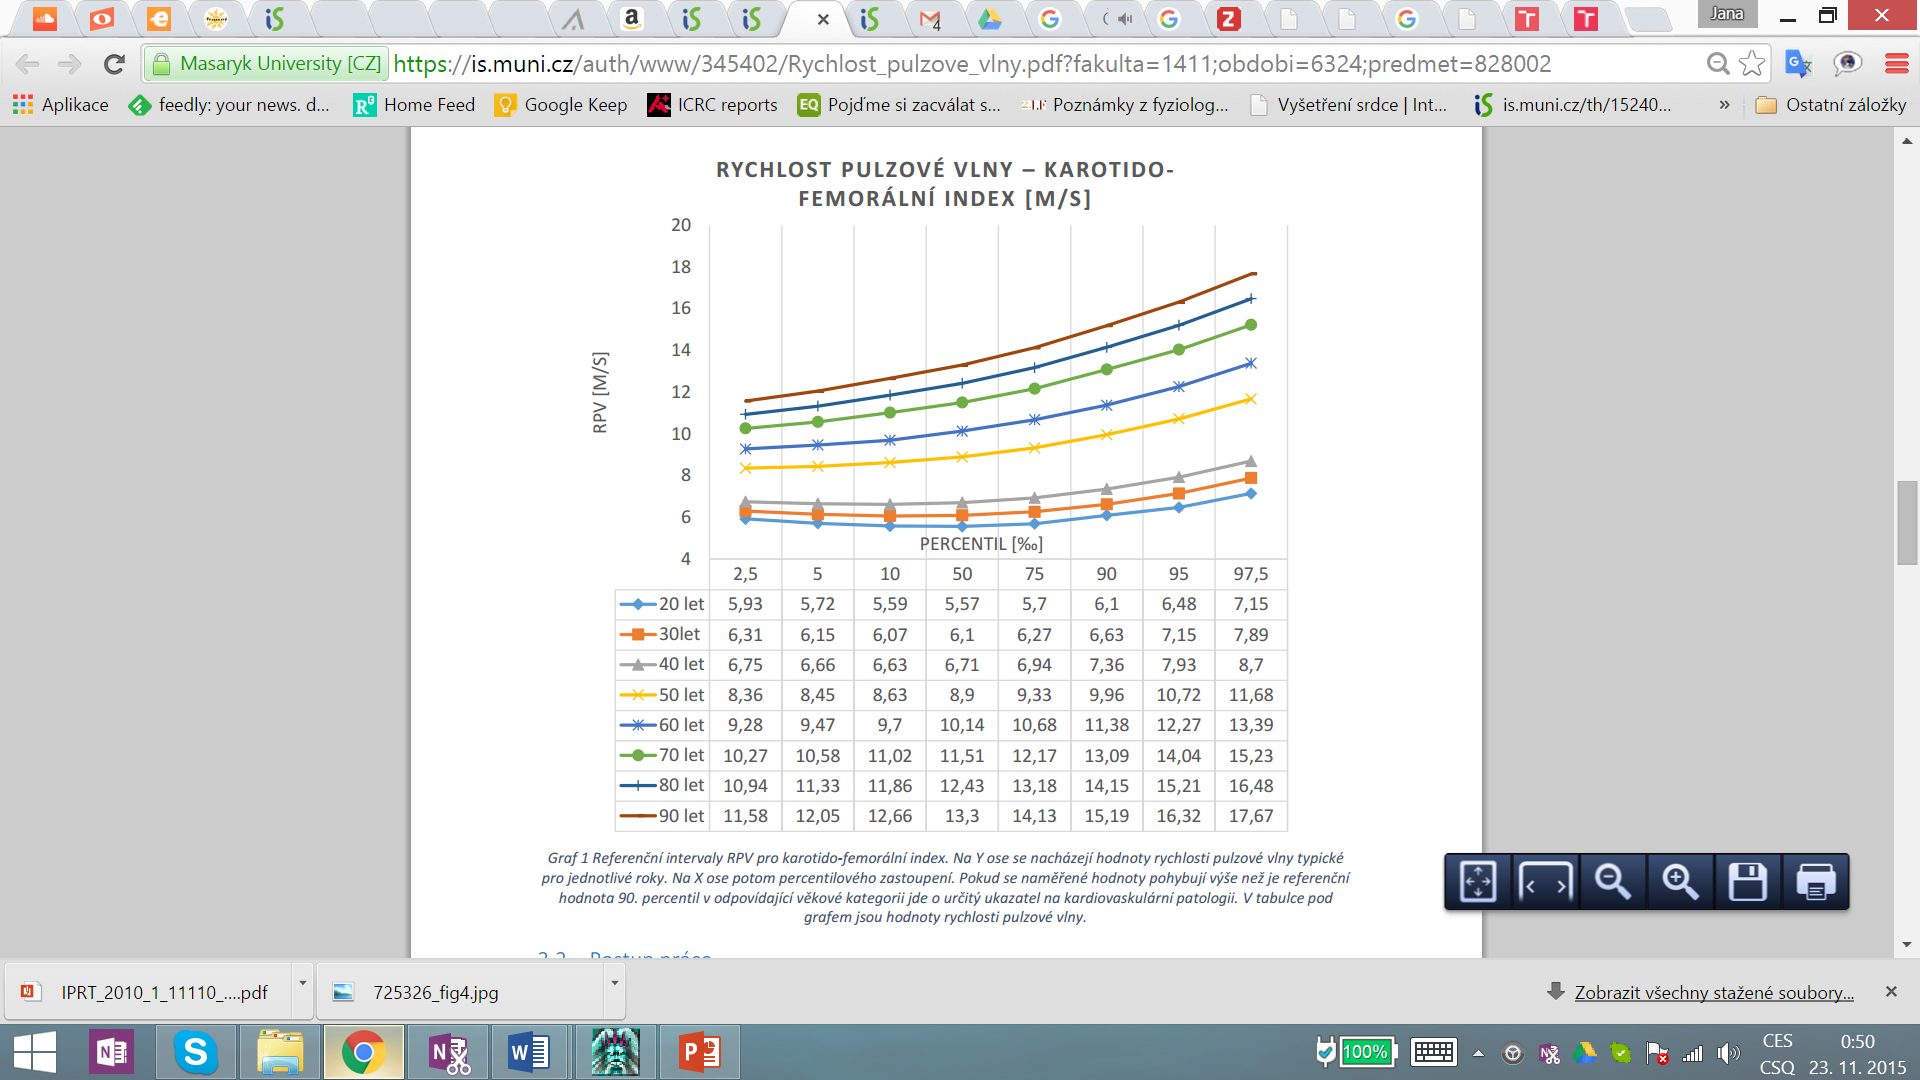 Jana
Masaryk University [CZ] https://is.muni.cz/auth/www/345402/Rychlost_pulzove_vlny.pdf?fakulta=1411;obdobi=6324;predmet=828002
Aplikace feedly: your news. d... Home Feed Google Keep ICRC reports EQ Pojďme si zacválat s... Poznámky z fyziolog... Vyšetření srdce | Int... is.muni.cz/th/15240... » Ostatní záložky
RYCHLOST PULZOVÉ VLNY – KAROTIDO-
FEMORÁLNÍ INDEX [M/S]
20
18
16
14
12
10
8
6
4
RPV [M/S]
PERCENTIL [‰]
2,5 5 10 50 75 90 95 97,5
20 let 5,93 5,72 5,59 5,57 5,7 6,1 6,48 7,15
30let 6,31 6,15 6,07 6,1 6,27 6,63 7,15 7,89
40 let 6,75 6,66 6,63 6,71 6,94 7,36 7,93 8,7
50 let 8,36 8,45 8,63 8,9 9,33 9,96 10,72 11,68
60 let 9,28 9,47 9,7 10,14 10,68 11,38 12,27 13,39
70 let 10,27 10,58 11,02 11,51 12,17 13,09 14,04 15,23
80 let 10,94 11,33 11,86 12,43 13,18 14,15 15,21 16,48
90 let 11,58 12,05 12,66 13,3 14,13 15,19 16,32 17,67
Graf 1 Referenční intervaly RPV pro karotido-femorální index. Na Y ose se nacházejí hodnoty rychlosti pulzové vlny typické
pro jednotlivé roky. Na X ose potom percentilového zastoupení. Pokud se naměřené hodnoty pohybují výše než je referenční
hodnota 90. percentil v odpovídající věkové kategorii jde o určitý ukazatel na kardiovaskulární patologii. V tabulce pod
grafem jsou hodnoty rychlosti pulzové vlny.
IPRT_2010_1_11110_....pdf 725326_fig4.jpg Zobrazit všechny stažené soubory...
100% CES 0:50
CSQ 23. 11. 2015